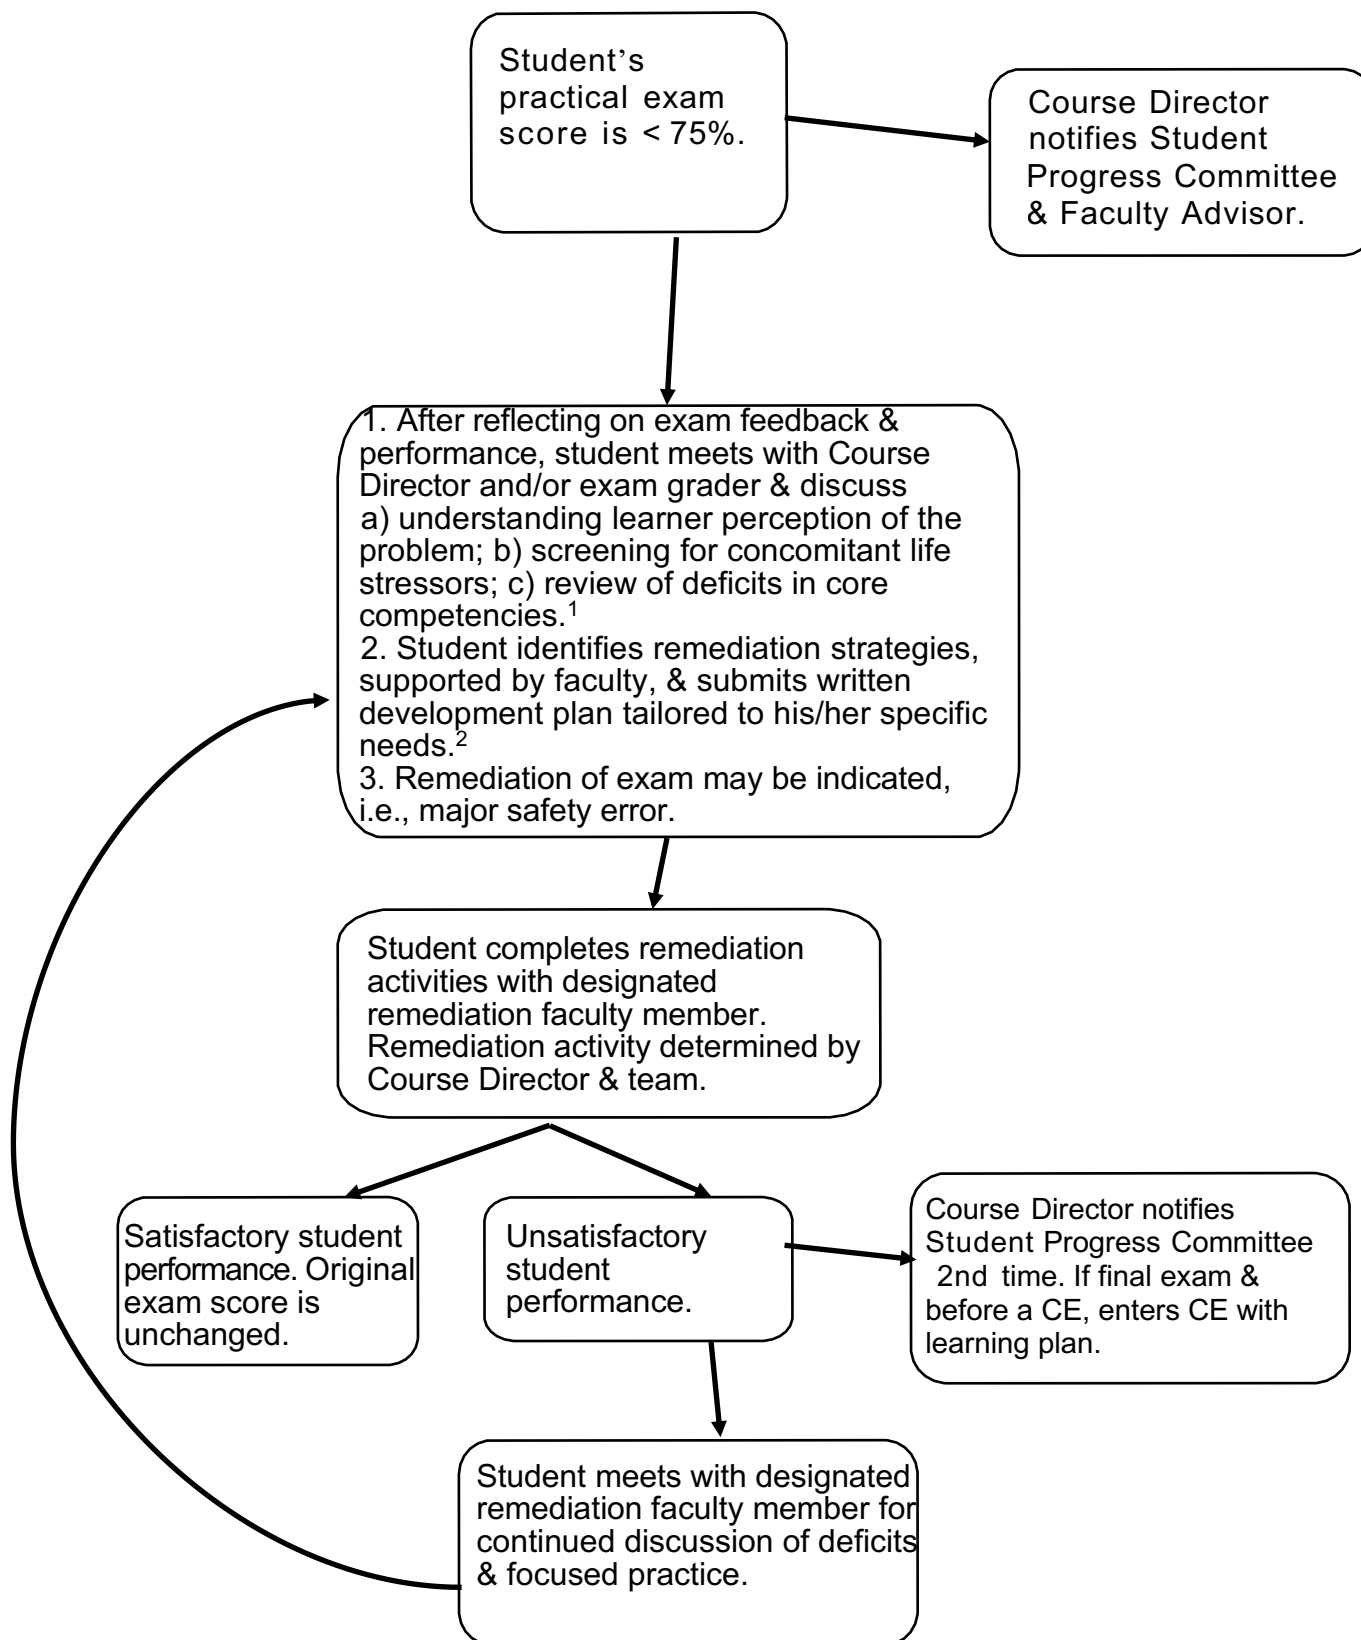 Student’s
practical exam
score is < 75%.
Course Director
notifies Student
Progress Committee
& Faculty Advisor.
1. After reflecting on exam feedback &
performance, student meets with Course
Director and/or exam grader & discuss
a) understanding learner perception of the
problem; b) screening for concomitant life
stressors; c) review of deficits in core
competencies.1
2. Student identifies remediation strategies,
supported by faculty, & submits written
development plan tailored to his/her specific
needs.2
3. Remediation of exam may be indicated,
i.e., major safety error.
Student completes remediation
activities with designated
remediation faculty member.
Remediation activity determined by
Course Director & team.
Satisfactory student
performance. Original
exam score is
unchanged.
Unsatisfactory
student
performance.
Course Director notifies
Student Progress Committee
2nd time. If final exam &
before a CE, enters CE with
learning plan.
Student meets with designated
remediation faculty member for
continued discussion of deficits
& focused practice.